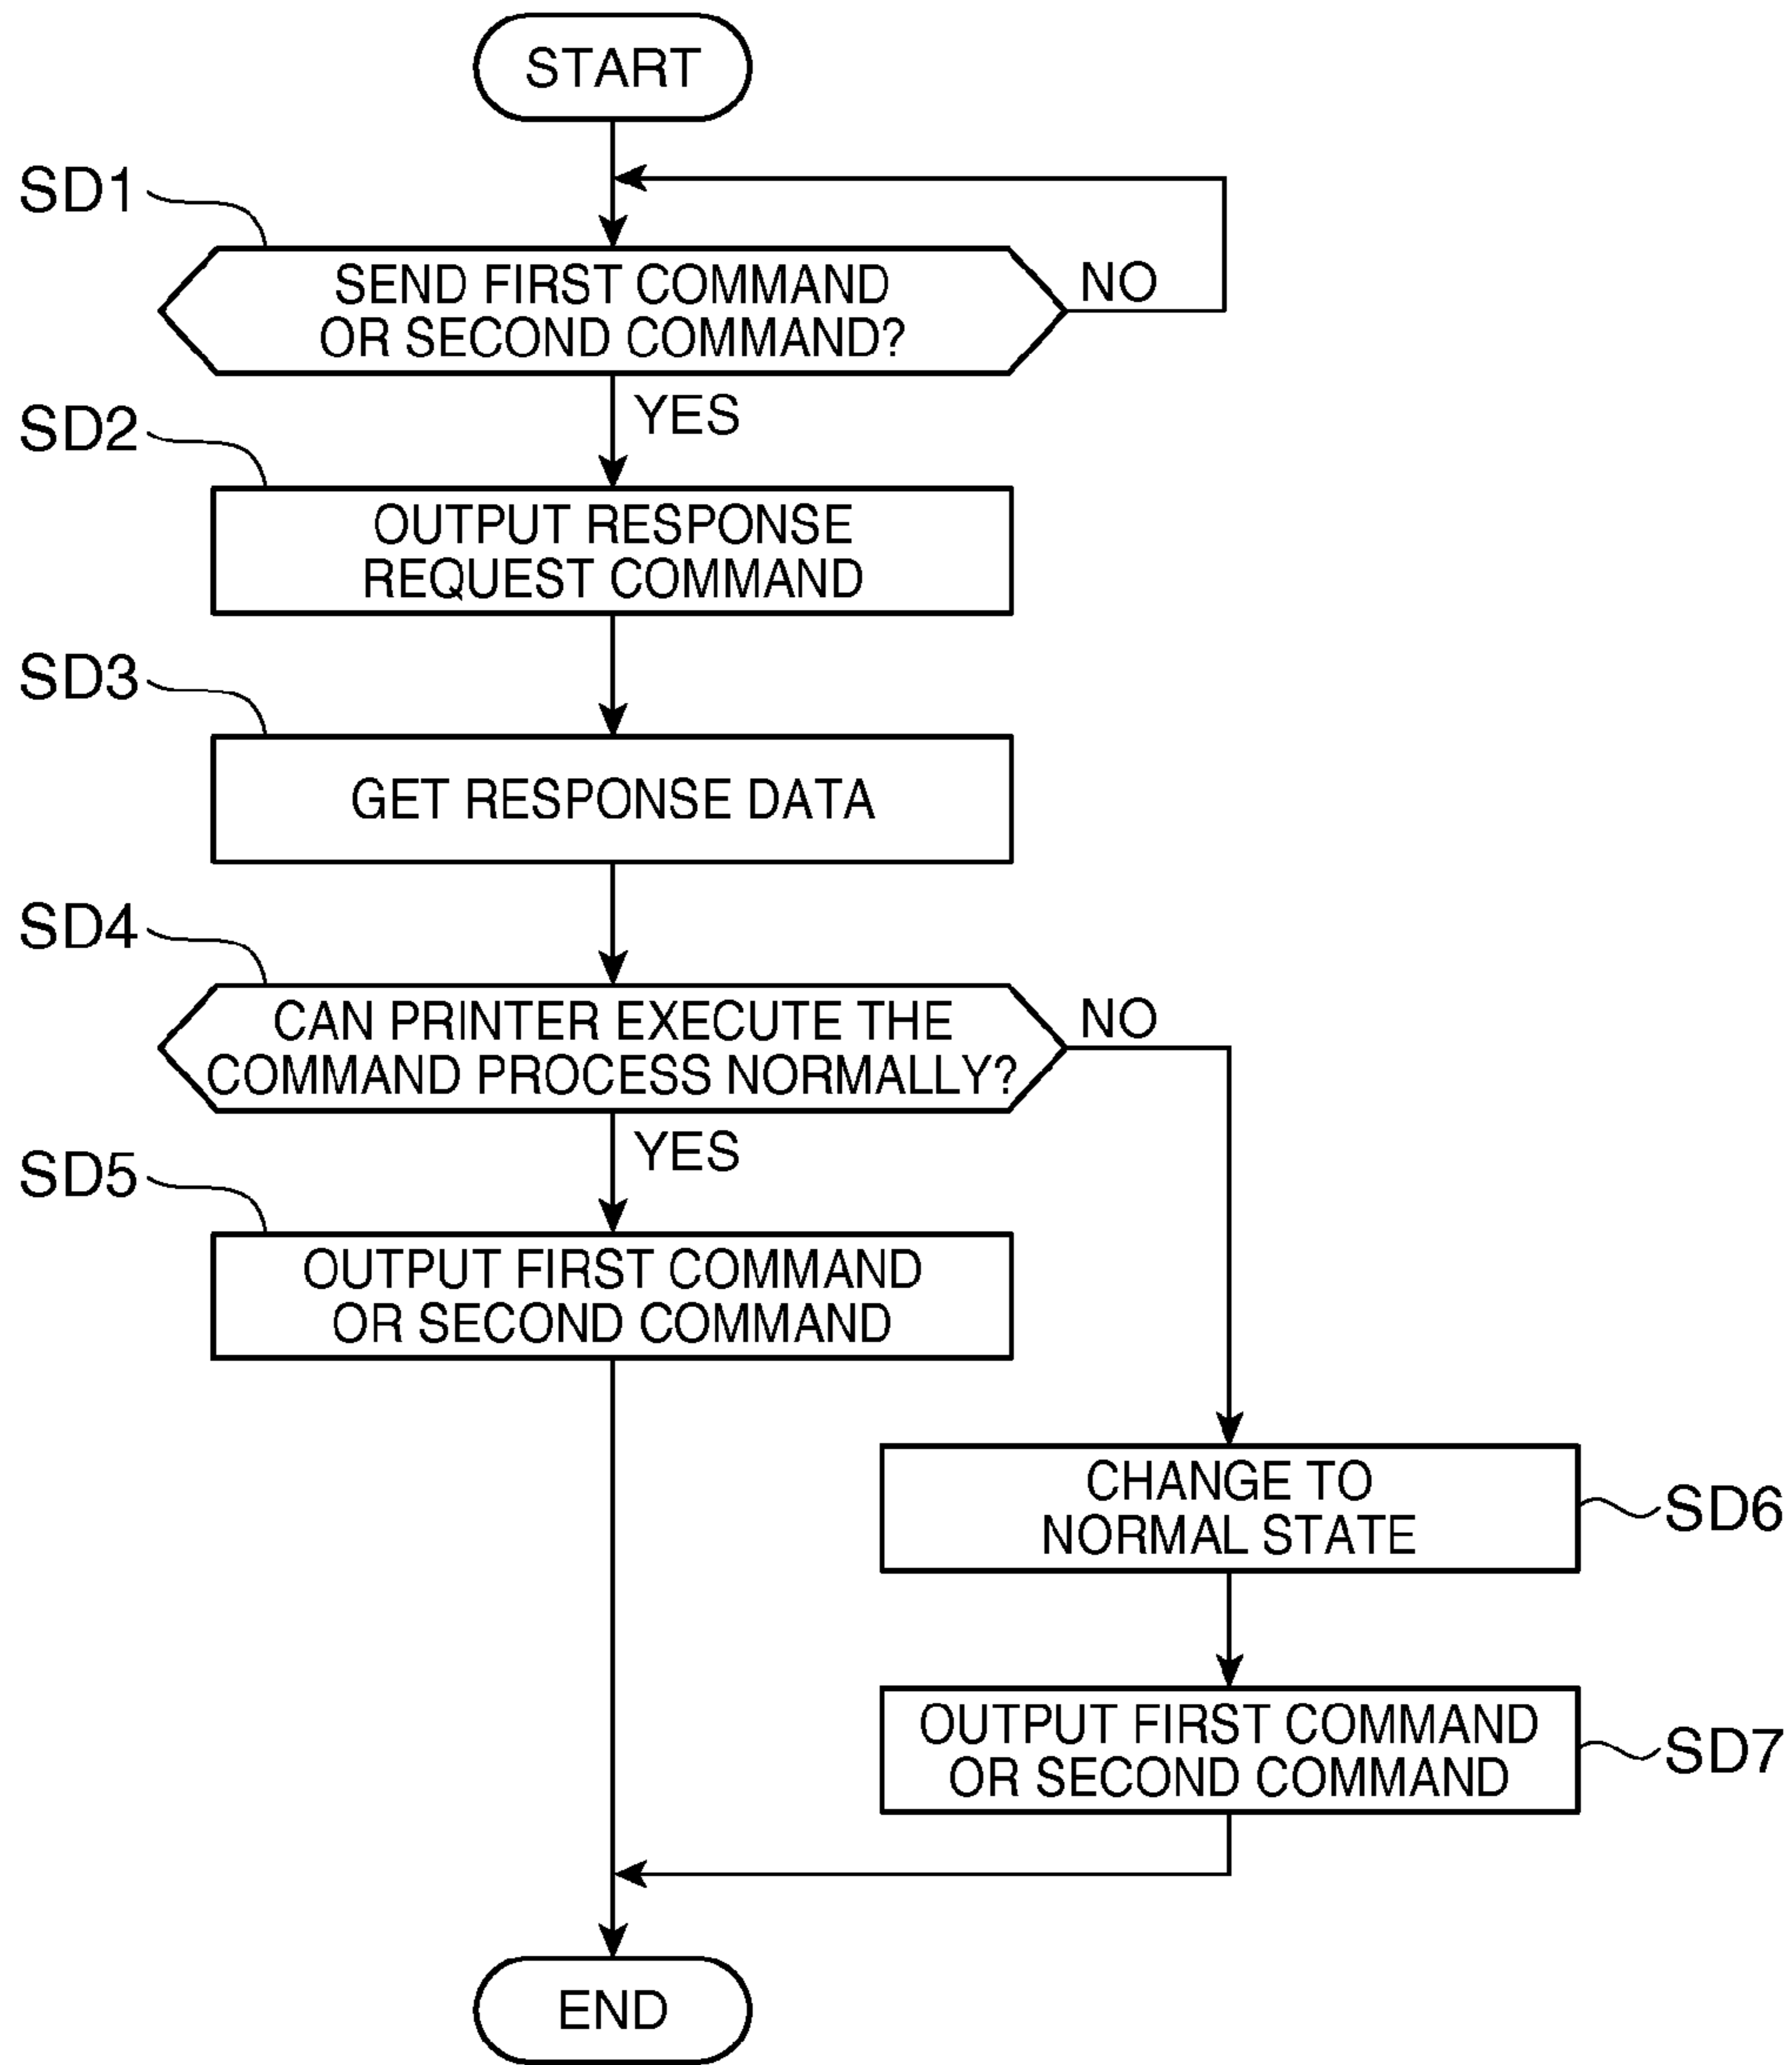 START
SD1
SEND FIRST COMMAND
OR SECOND COMMAND?
NO
YES
SD2
OUTPUT RESPONSE
REQUEST COMMAND
SD3
GET RESPONSE DATA
SD4
CAN PRINTER EXECUTE THE
COMMAND PROCESS NORMALLY?
NO
YES
SD5
OUTPUT FIRST COMMAND
OR SECOND COMMAND
CHANGE TO
NORMAL STATE
SD6
OUTPUT FIRST COMMAND
OR SECOND COMMAND
SD7
END